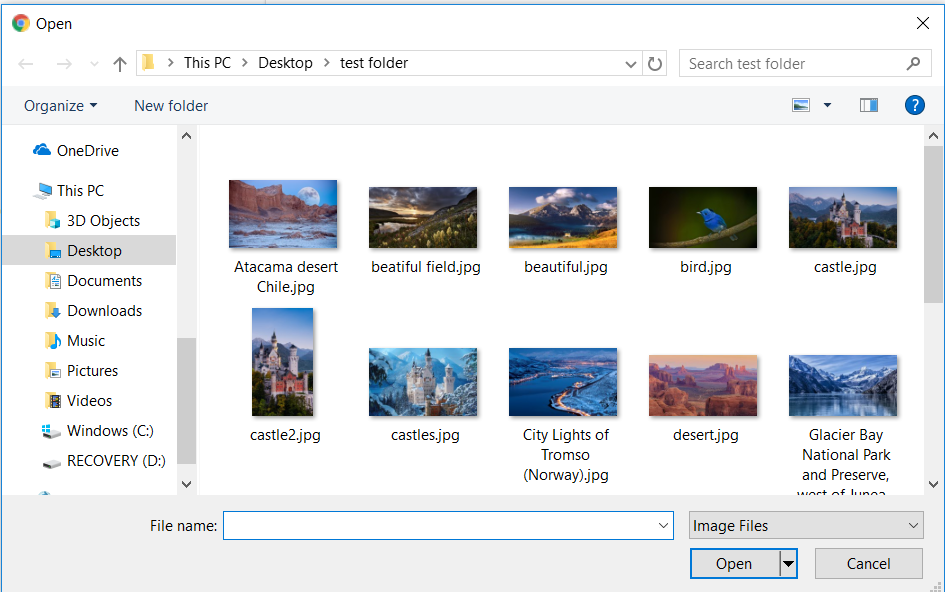 Open
This PC > Desktop > test folder
Search test folder
Organize
New folder
?
OneDrive
This PC
3D Objects
Desktop
Documents
Downloads
Music
Pictures
Videos
Windows (C:)
RECOVERY (D:)
Atacama desert
Chile.jpg
beatiful field.jpg
beautiful.jpg
bird.jpg
castle.jpg
castle2.jpg
castles.jpg
City Lights of
Tromso
(Norway).jpg
desert.jpg
Glacier Bay
National Park
and Preserve,
west of Junea...
File name:
Image Files
Open
Cancel